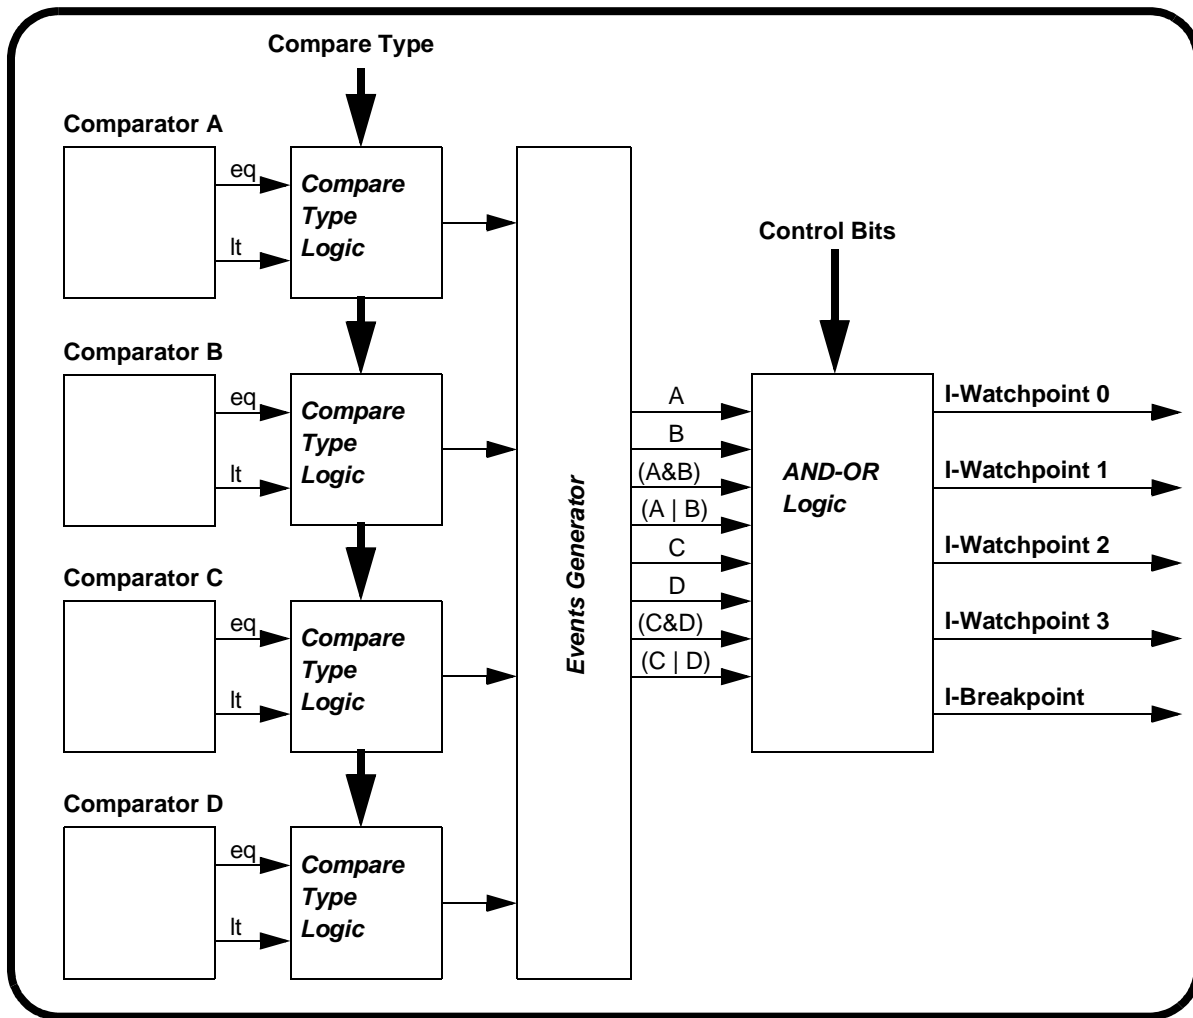 Compare Type
Comparator A
eq
lt
Compare
Type
Logic
Comparator B
eq
lt
Compare
Type
Logic
Comparator C
eq
lt
Compare
Type
Logic
Comparator D
eq
lt
Compare
Type
Logic
Events Generator
A
B
(A&B)
(A | B)
C
D
(C&D)
(C | D)
Control Bits
AND-OR
Logic
I-Watchpoint 0
I-Watchpoint 1
I-Watchpoint 2
I-Watchpoint 3
I-Breakpoint